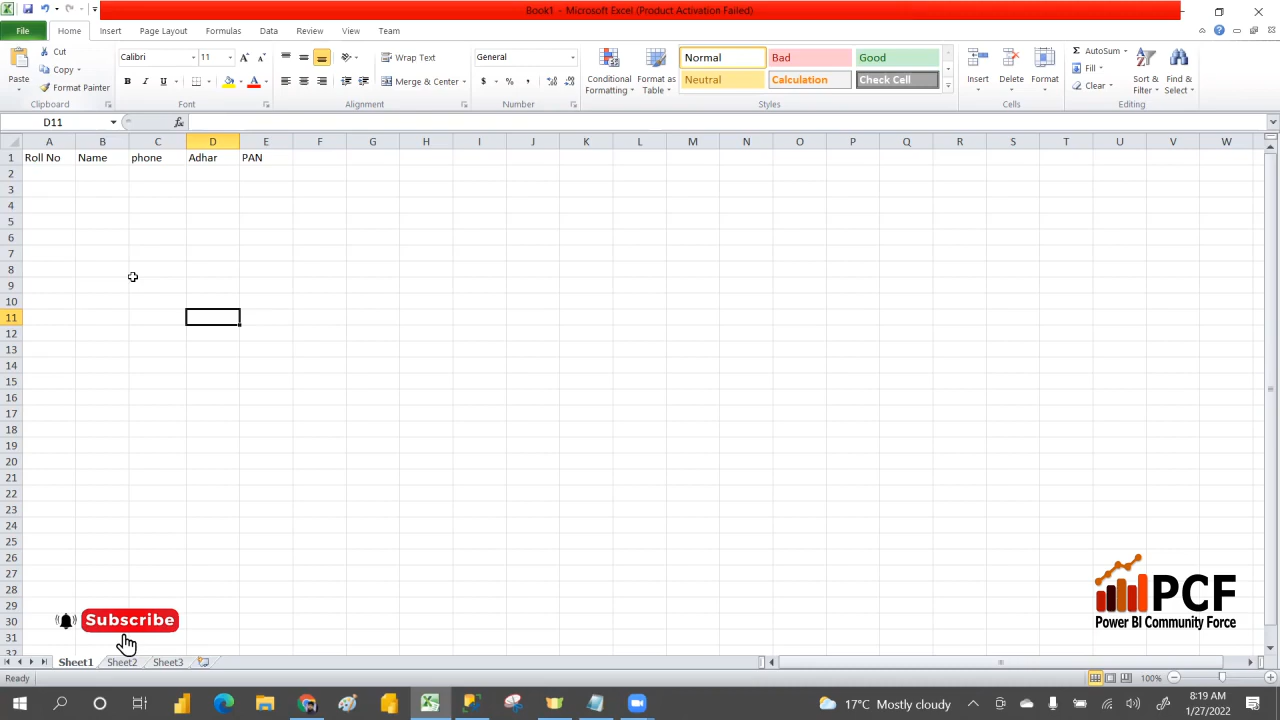 Book1 - Microsoft Excel (Product Activation Failed)
File Home Insert Page Layout Formulas Data Review View Team
Paste
Cut
Copy
Format Painter
Clipboard
Calibri 11
B I U
Font
Wrap Text
Merge & Center
Alignment
General
$ % ,
Number
Conditional Formatting
Format as Table
Normal Bad Good
Neutral Calculation Check Cell
Styles
Insert Delete Format
Cells
AutoSum
Fill
Clear
Sort & Filter
Find & Select
Editing
D11 fx
A B C D E F G H I J K L M N O P Q R S T U V W
1 Roll No Name phone Adhar PAN
2
3
4
5
6
7
8
9
10
11
12
13
14
15
16
17
18
19
20
21
22
23
24
25
26
27
28
29
30
31
32
PCF
Power BI Community Force
Subscribe
Sheet1 Sheet2 Sheet3
Ready 100%
17°C Mostly cloudy
8:19 AM
1/27/2022